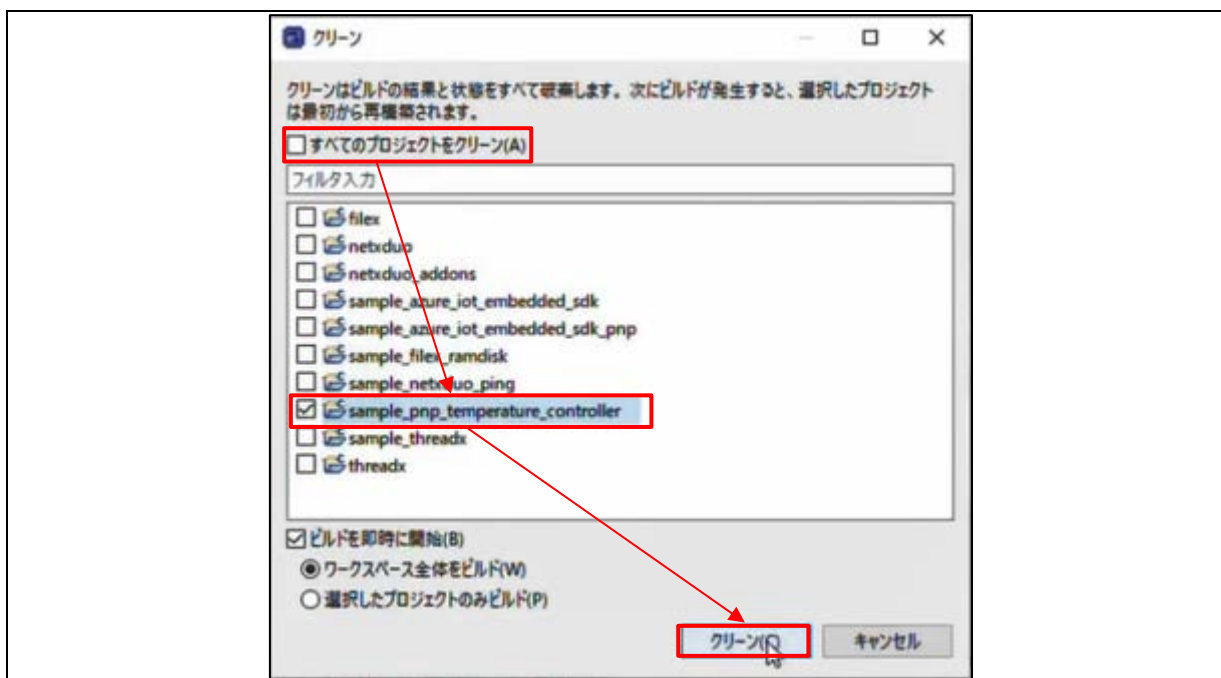 クリーン
クリーンはビルドの結果と状態をすべて破棄します。次にビルドが発生すると、選択したプロジェクト
は最初から再構築されます。
すべてのプロジェクトをクリーン(A)
フィルタ入力
filex
netxduo
netxduo_addons
sample_azure_iot_embedded_sdk
sample_azure_iot_embedded_sdk_pnp
sample_filex_ramdisk
sample_netxduo_ping
sample_pnp_temperature_controller
sample_threadx
threadx
ビルドを即時に開始(B)
ワークスペース全体をビルド(W)
選択したプロジェクトのみビルド(P)
クリーン(
キャンセル